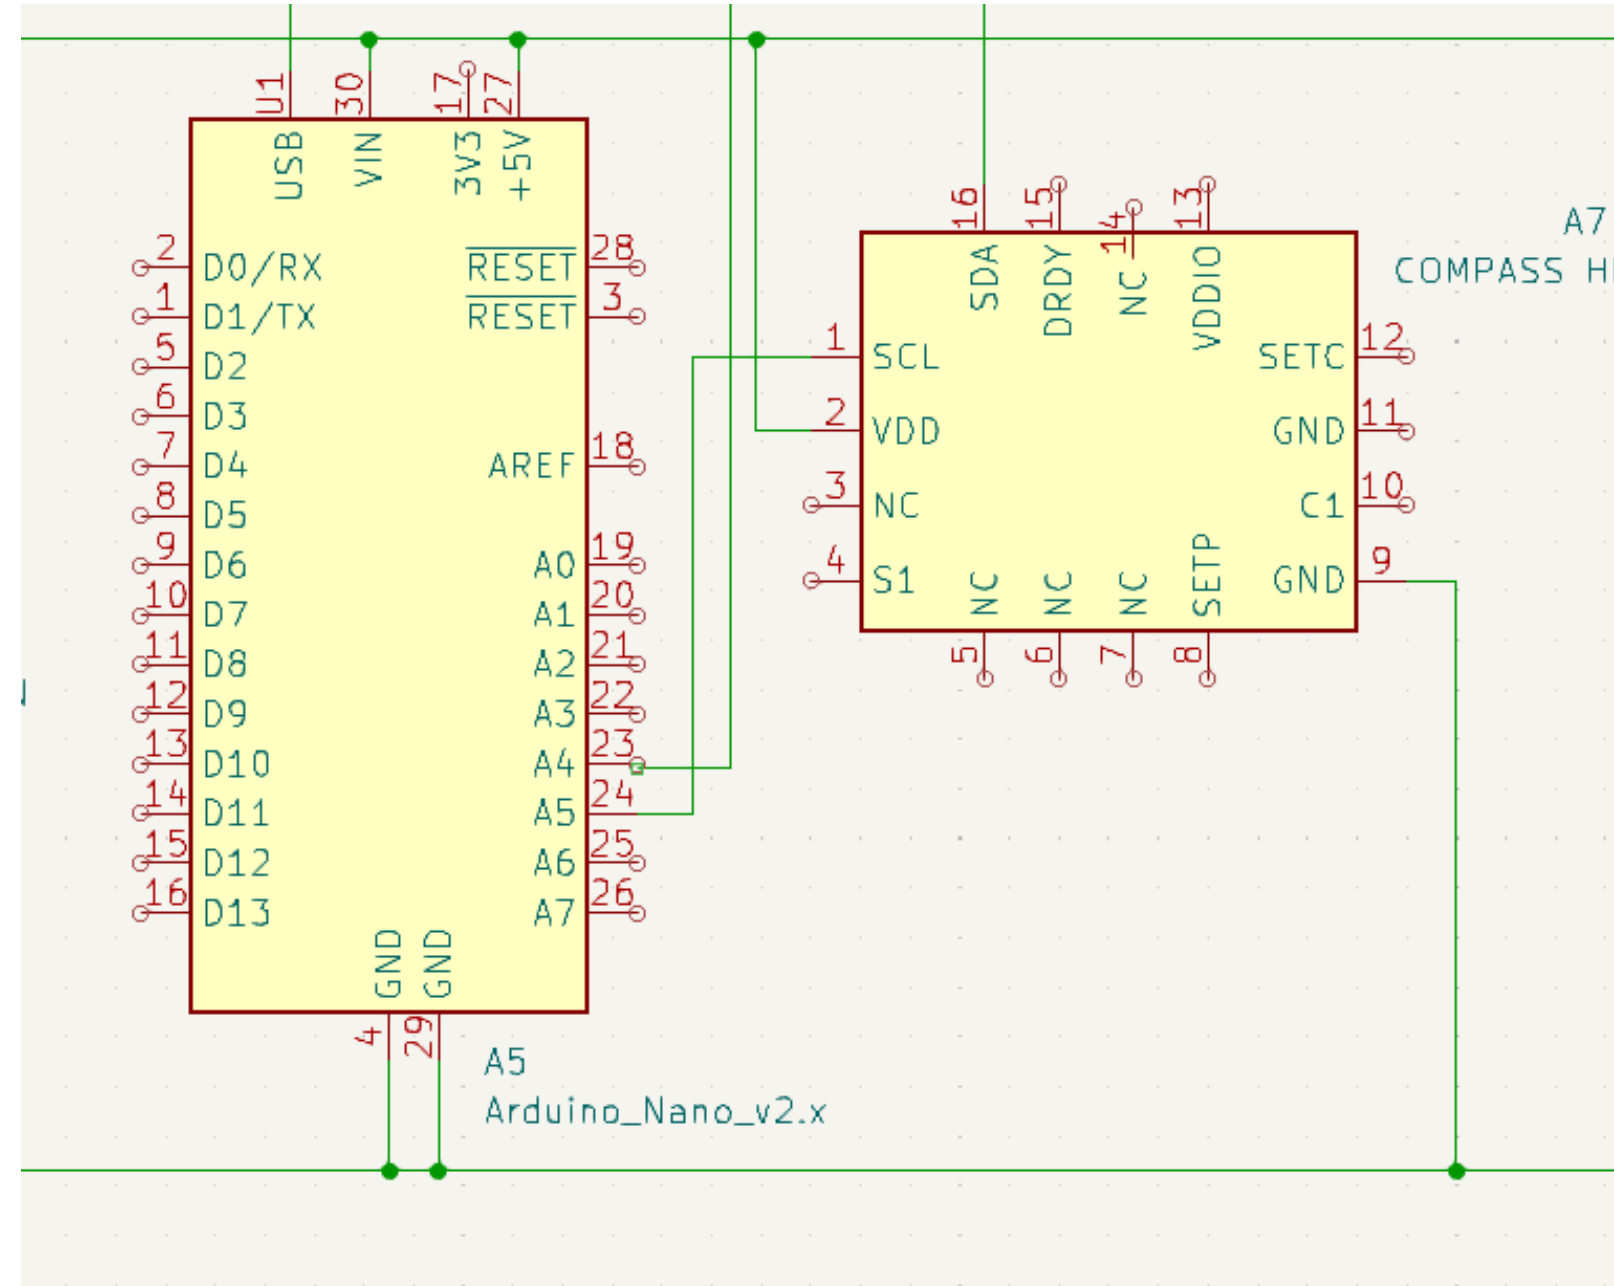 U1 30 17 27
USB VIN 3V3 +5V
2 D0/RX RESET 28
1 D1/TX RESET 3
5 D2
6 D3
7 D4 AREF 18
8 D5
9 D6 A0 19
10 D7 A1 20
11 D8 A2 21
12 D9 A3 22
13 D10 A4 23
14 D11 A5 24
15 D12 A6 25
16 D13 A7 26
GND GND
4 29
A5
Arduino_Nano_v2.x
16 15 14 13
SDA DRDY NC VDDIO
A7
COMPASS
1 SCL SETC 12
2 VDD GND 11
3 NC C1 10
4 S1 GND 9
NC NC NC SETP
5 6 7 8